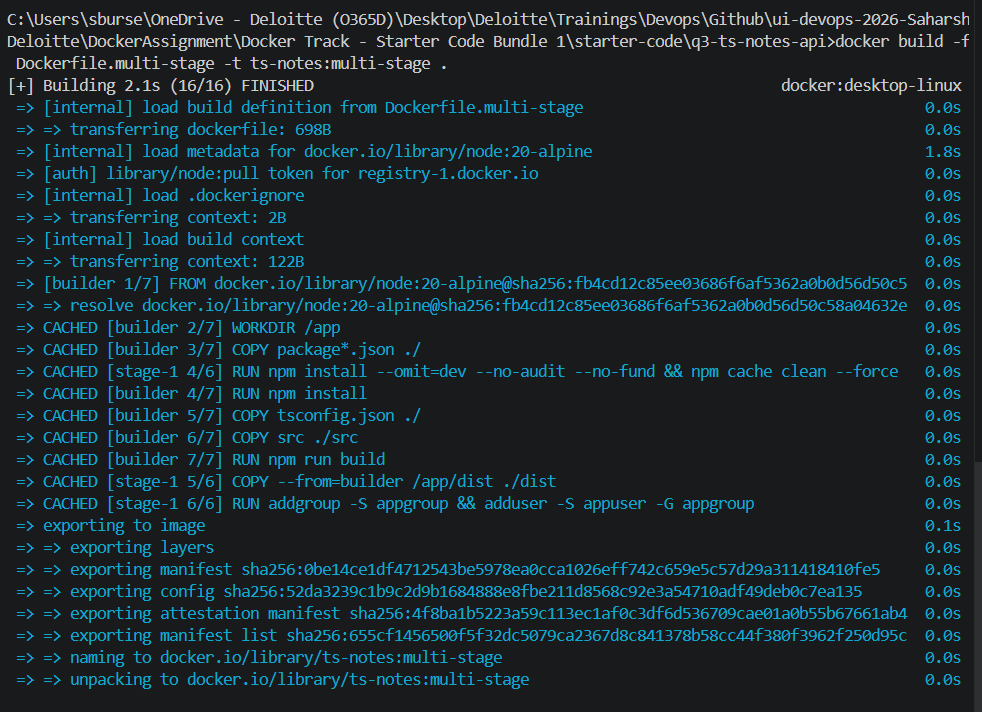 C:\Users\sburse\OneDrive - Deloitte (O365D)\Desktop\Deloitte\Trainings\Devops\Github\ui-devops-2026-Saharsh
Deloitte\DockerAssignment\Docker Track - Starter Code Bundle 1\starter-code\q3-ts-notes-api>docker build -f
Dockerfile.multi-stage -t ts-notes:multi-stage .
[+] Building 2.1s (16/16) FINISHED docker:desktop-linux
=> [internal] load build definition from Dockerfile.multi-stage 0.0s
=> => transferring dockerfile: 698B 0.0s
=> [internal] load metadata for docker.io/library/node:20-alpine 1.8s
=> [auth] library/node:pull token for registry-1.docker.io 0.0s
=> [internal] load .dockerignore 0.0s
=> => transferring context: 2B 0.0s
=> [internal] load build context 0.0s
=> => transferring context: 122B 0.0s
=> [builder 1/7] FROM docker.io/library/node:20-alpine@sha256:fb4cd12c85ee03686f6af5362a0b0d56d50c5 0.0s
=> => resolve docker.io/library/node:20-alpine@sha256:fb4cd12c85ee03686f6af5362a0b0d56d50c58a04632e 0.0s
=> CACHED [builder 2/7] WORKDIR /app 0.0s
=> CACHED [builder 3/7] COPY package*.json ./ 0.0s
=> CACHED [stage-1 4/6] RUN npm install --omit=dev --no-audit --no-fund && npm cache clean --force 0.0s
=> CACHED [builder 4/7] RUN npm install 0.0s
=> CACHED [builder 5/7] COPY tsconfig.json ./ 0.0s
=> CACHED [builder 6/7] COPY src ./src 0.0s
=> CACHED [builder 7/7] RUN npm run build 0.0s
=> CACHED [stage-1 5/6] COPY --from=builder /app/dist ./dist 0.0s
=> CACHED [stage-1 6/6] RUN addgroup -S appgroup && adduser -S appuser -G appgroup 0.0s
=> exporting to image 0.1s
=> => exporting layers 0.0s
=> => exporting manifest sha256:0be14ce1df4712543be5978ea0cca1026eff742c659e5c57d29a311418410fe5 0.0s
=> => exporting config sha256:52da3239c1b9c2d9b1684888e8fbe211d8568c92e3a54710adf49deb0c7ea135 0.0s
=> => exporting attestation manifest sha256:4f8ba1b5223a59c113ec1af0c3df6d536709cae01a0b55b67661ab4 0.0s
=> => exporting manifest list sha256:655cf1456500f5f32dc5079ca2367d8c841378b58cc44f380f3962f250d95c 0.0s
=> => naming to docker.io/library/ts-notes:multi-stage 0.0s
=> => unpacking to docker.io/library/ts-notes:multi-stage 0.0s